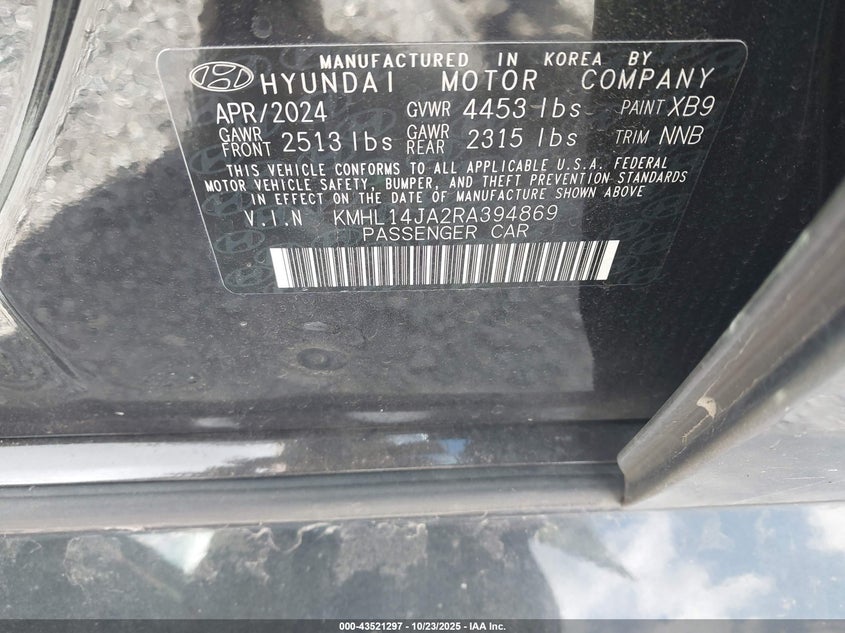 MANUFACTURED IN KOREA BY
HYUNDAI MOTOR COMPANY
APR/2024 GVWR 4453 lbs PAINT XB9
GAWR FRONT 2513 lbs GAWR REAR 2315 lbs TRIM NNB
THIS VEHICLE CONFORMS TO ALL APPLICABLE U.S.A. FEDERAL
MOTOR VEHICLE SAFETY, BUMPER, AND THEFT PREVENTION STANDARDS
IN EFFECT ON THE DATE OF MANUFACTURE SHOWN ABOVE
V.I.N KMHL14JA2RA394869
PASSENGER CAR
000-43521297 - 10/23/2025 - IAA Inc.